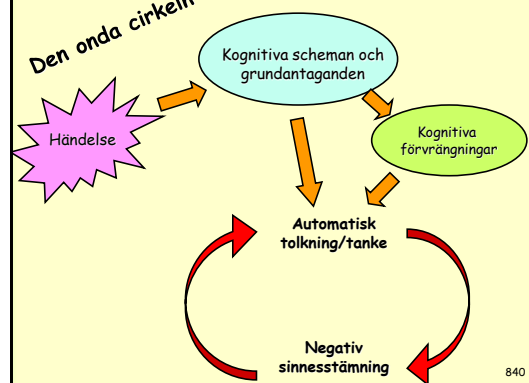 Den onda cirkeln
Kognitiva scheman och
grundantaganden
Händelse
Kognitiva
förvrängningar
Automatisk
tolkning/tanke
Negativ
sinnesstämning
840